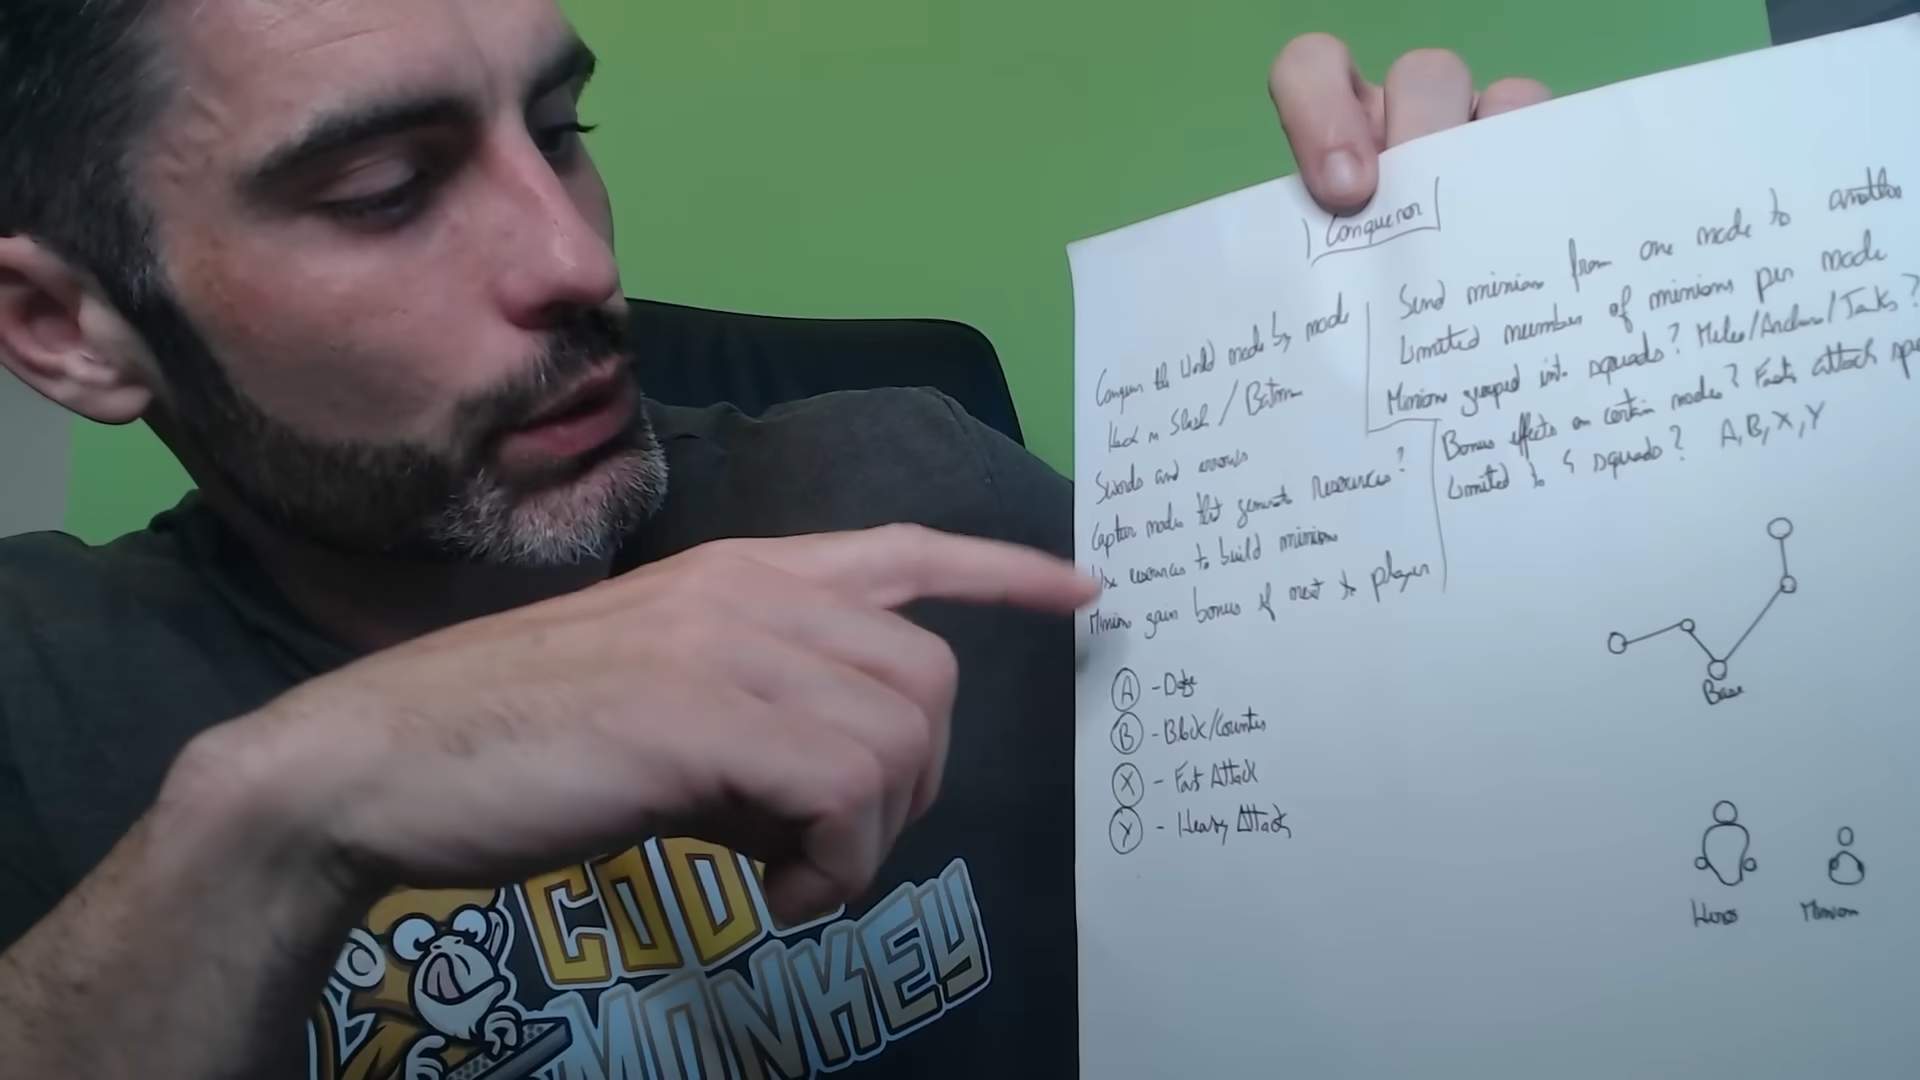 Conqueror
Conquer the World node by node
Hack n Slash / Batman
Swords and arrows
Capture nodes that generate resources?
Use resources to build minions
Minions gain bonus if next to player
Send minions from one node to another
Limited number of minions per node
Minions grouped into squads? Melee/Archers/Tanks?
Bonus effects on certain nodes? Fast attack
Limited to 4 squads? A, B, X, Y
A - Dodge
B - Block/Counter
X - Fast Attack
Y - Heavy Attack
Base
Heros
Minion
CODE
MONKEY